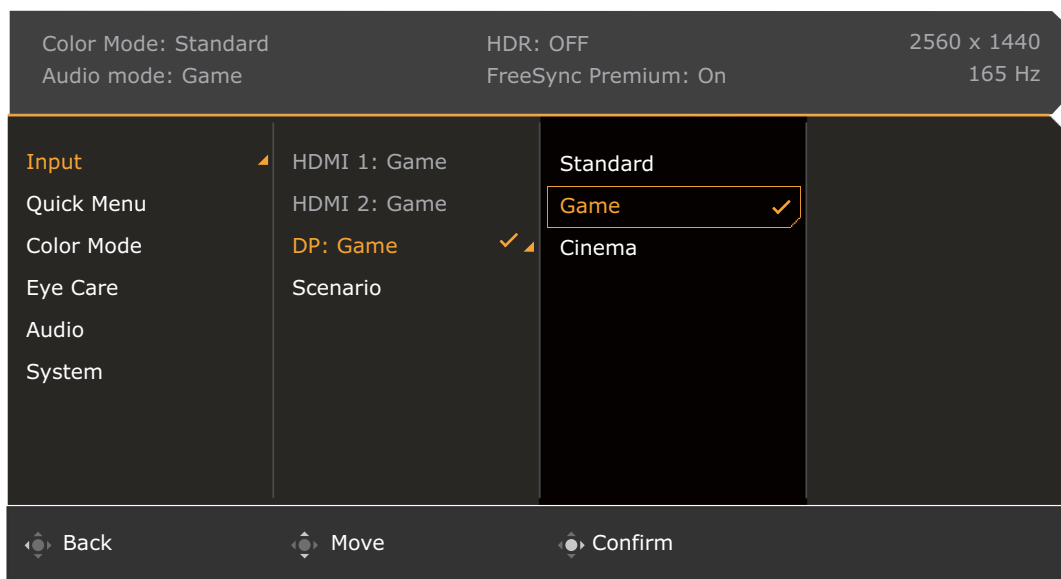 Color Mode: Standard
HDR: OFF
2560 x 1440
Audio mode: Game
FreeSync Premium: On
165 Hz
Input
Quick Menu
Color Mode
Eye Care
Audio
System
HDMI 1: Game
HDMI 2: Game
DP: Game
Scenario
Standard
Game
Cinema
Back
Move
Confirm